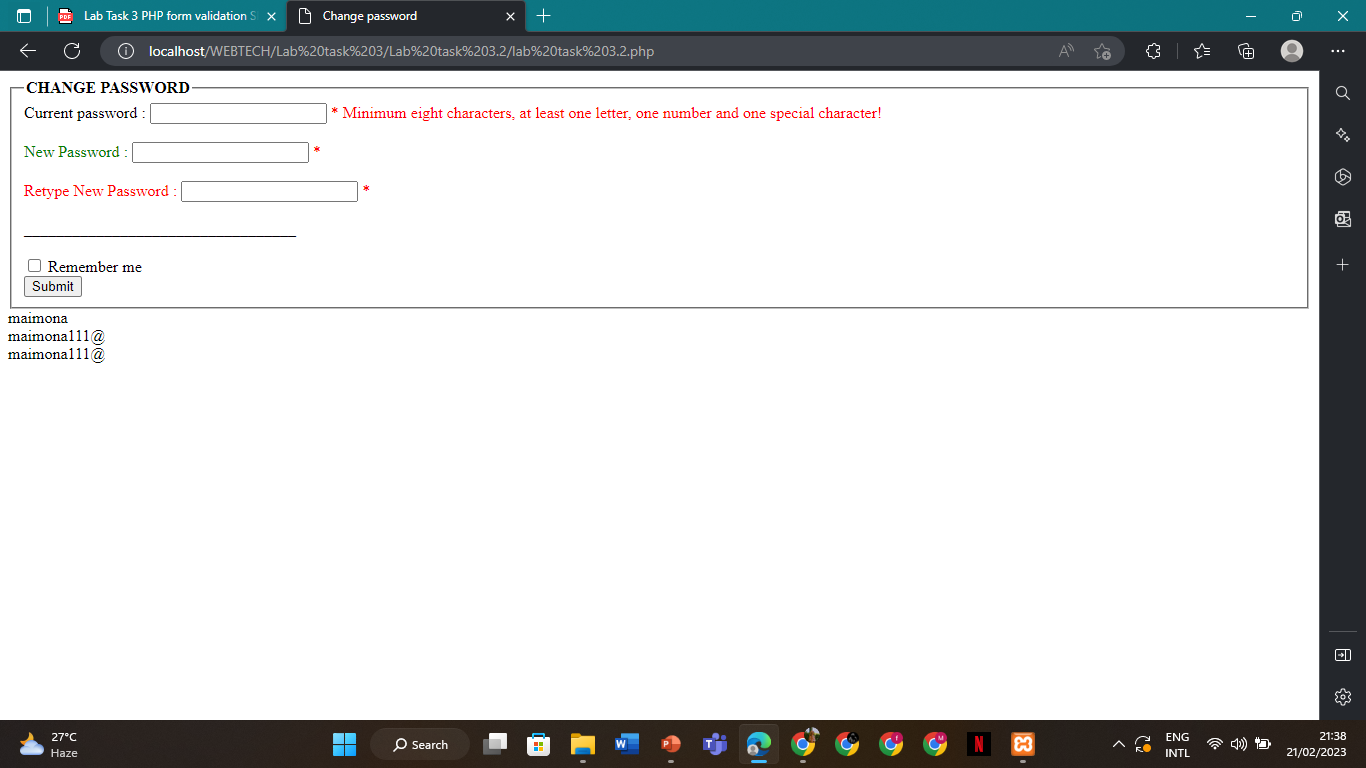 Lab Task 3 PHP form validation S
Change password
localhost/WEBTECH/Lab%20task%203/Lab%20task%203.2/lab%20task%203.2.php
CHANGE PASSWORD
Current password : * Minimum eight characters, at least one letter, one number and one special character!
New Password : *
Retype New Password : *
__________________________________
Remember me
Submit
maimona
maimona111@
maimona111@
27°C
Haze
Search
ENG
INTL
21:38
21/02/2023